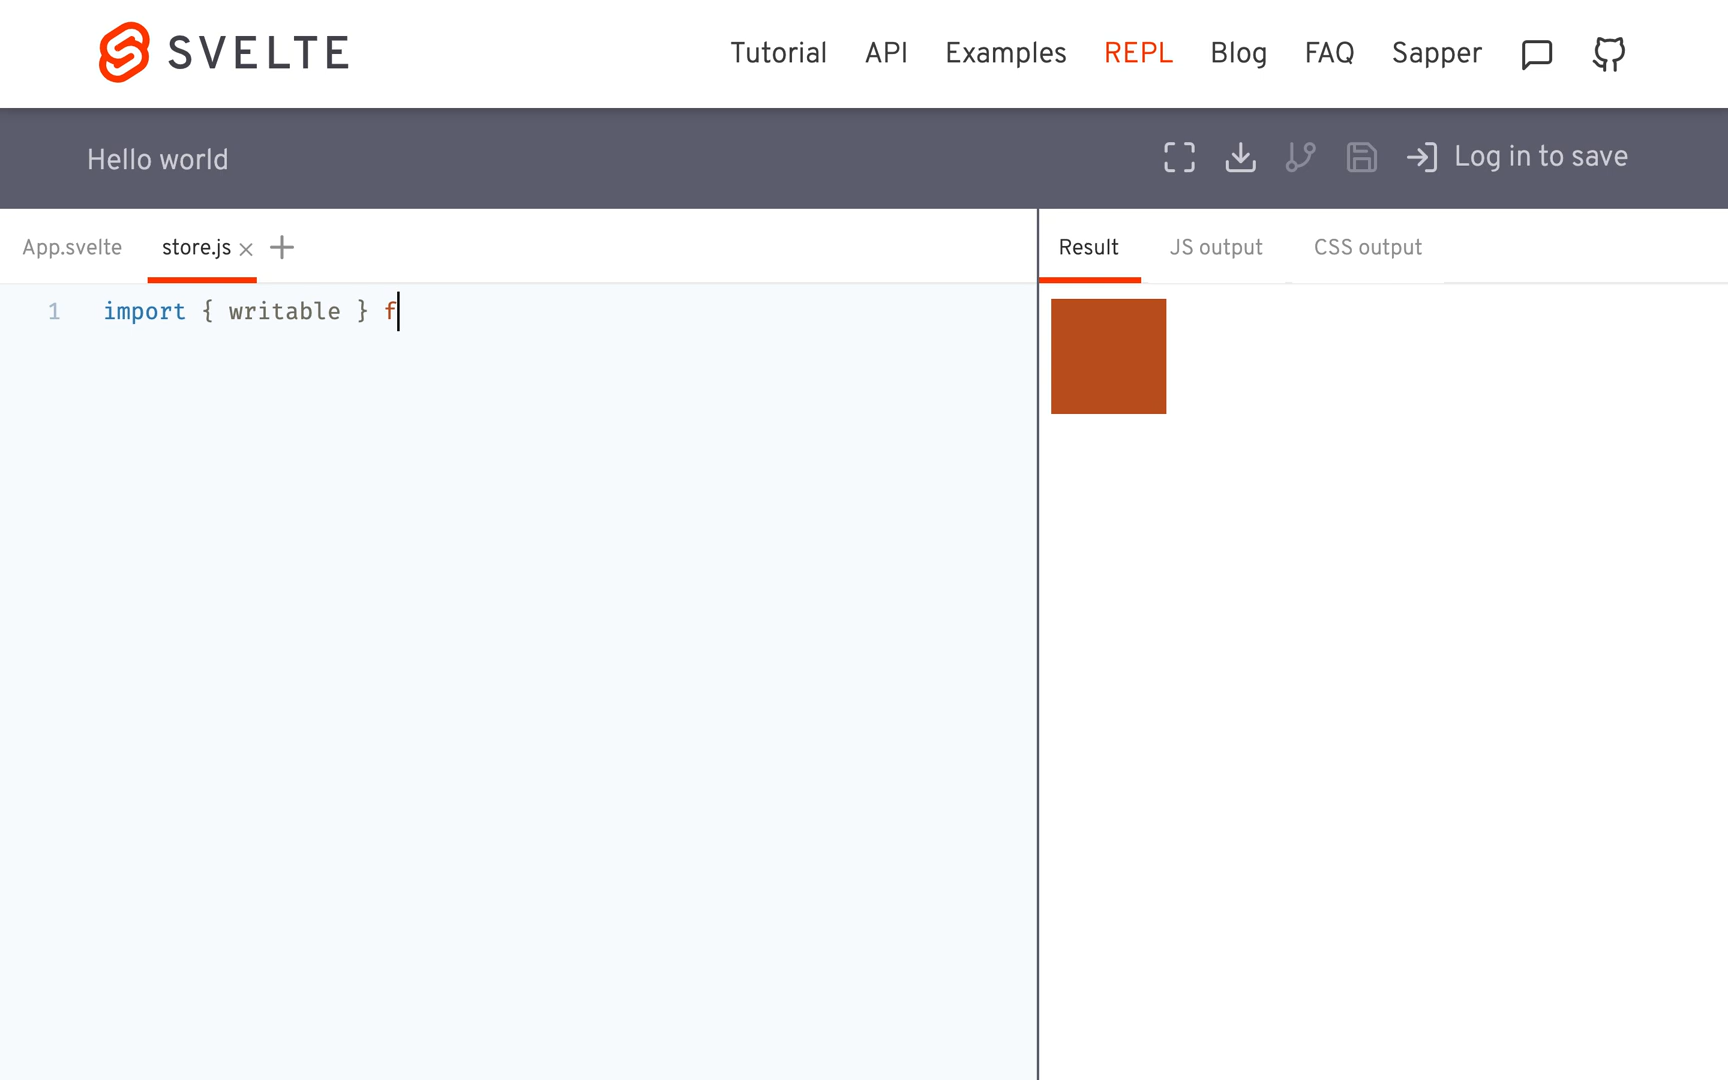 SVELTE Tutorial API Examples REPL Blog FAQ Sapper
Hello world Log in to save
App.svelte store.js Result JS output CSS output
1 import { writable } f